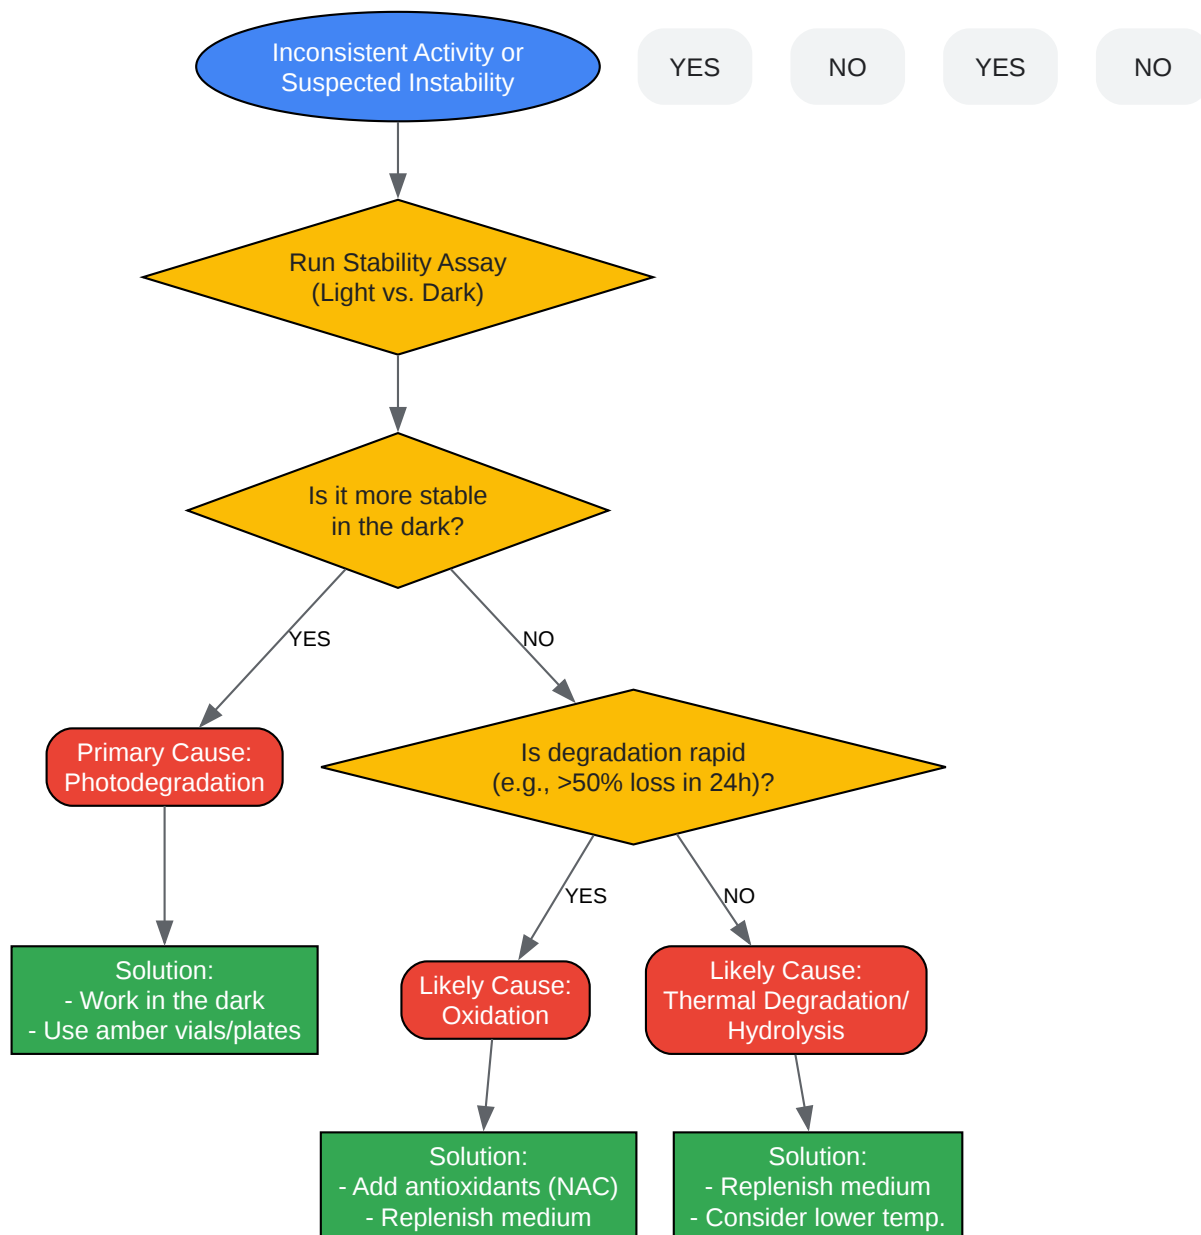 Inconsistent Activity or
Suspected Instability
YES
NO
YES
NO
Run Stability Assay
(Light vs. Dark)
Is it more stable
in the dark?
YES
NO
Primary Cause:
Photodegradation
Is degradation rapid
(e.g., >50% loss in 24h)?
YES
NO
Solution:
- Work in the dark
- Use amber vials/plates
Likely Cause:
Oxidation
Likely Cause:
Thermal Degradation/
Hydrolysis
Solution:
- Add antioxidants (NAC)
- Replenish medium
Solution:
- Replenish medium
- Consider lower temp.